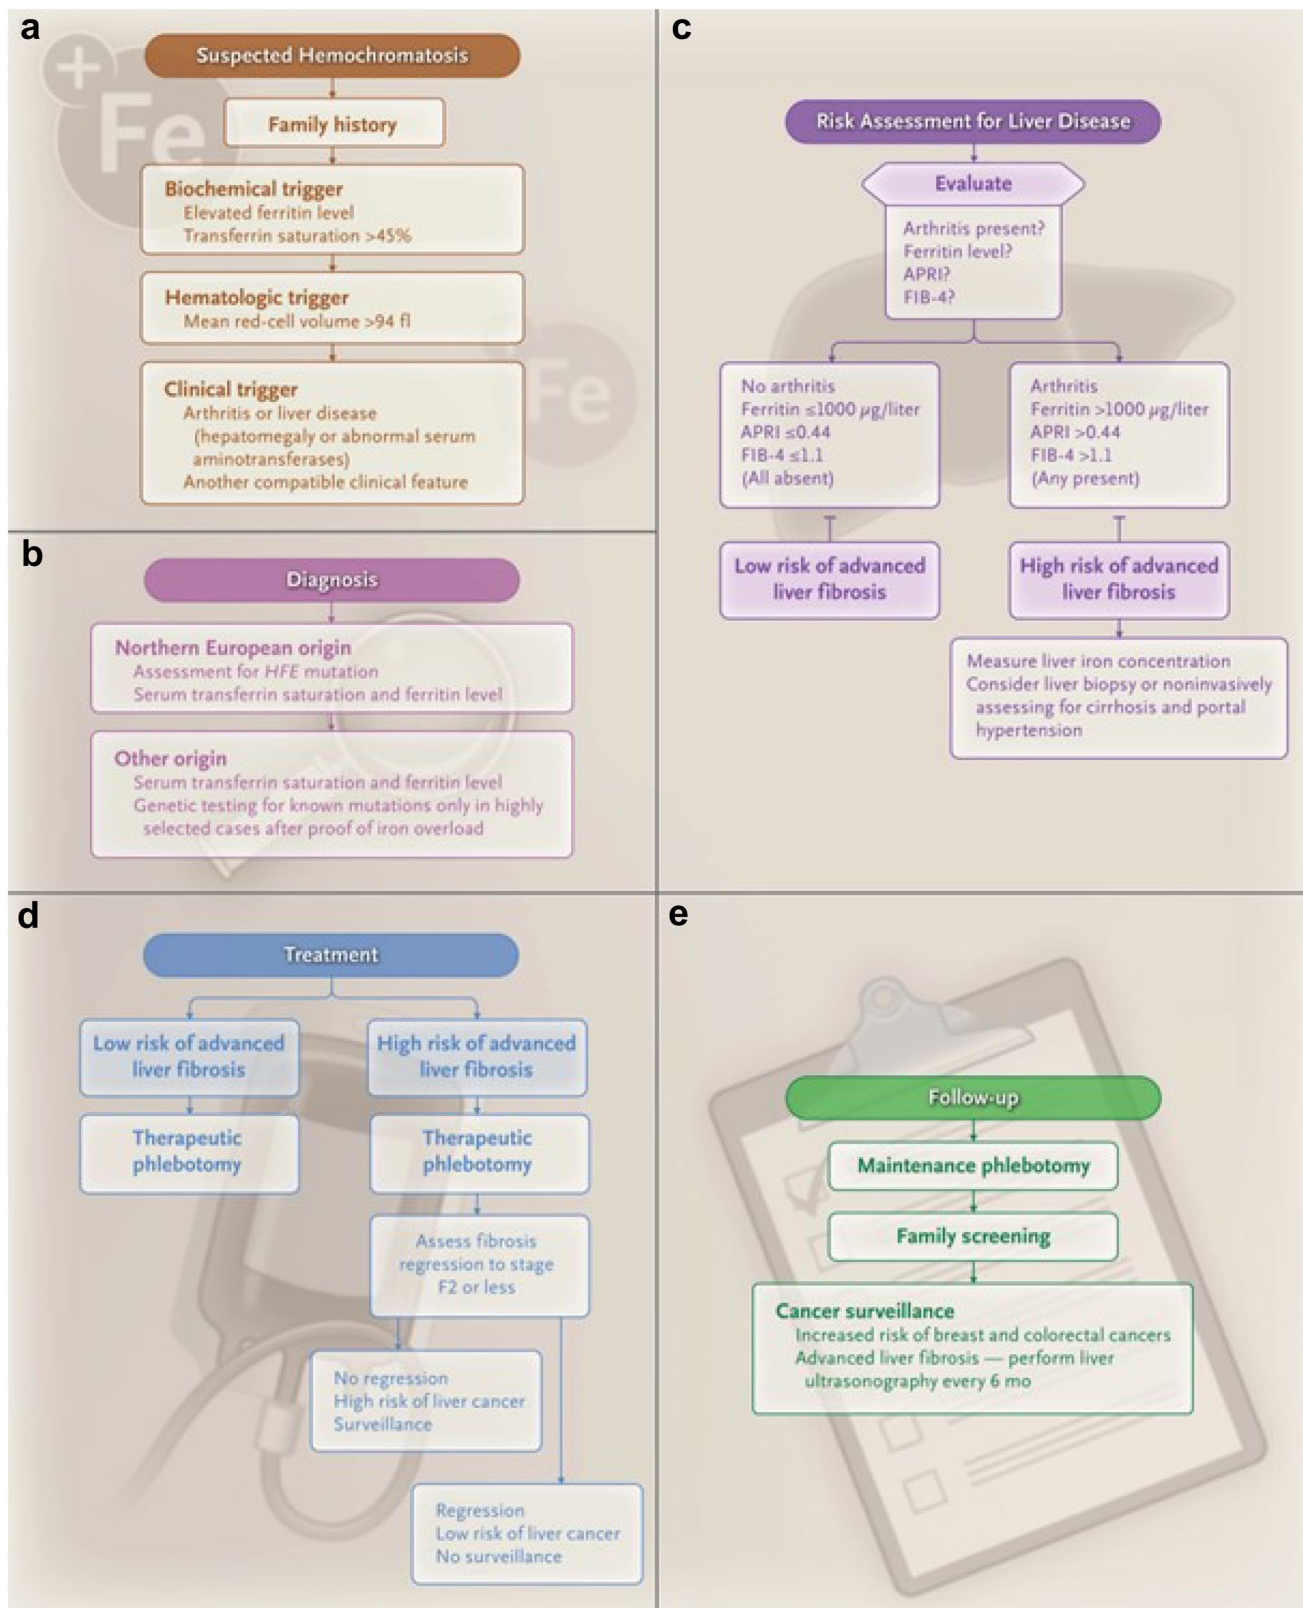 a
+
Fe
Suspected Hemochromatosis
Family history
Biochemical trigger
Elevated ferritin level
Transferrin saturation >45%
Hematologic trigger
Mean red-cell volume >94 fl
Fe
Clinical trigger
Arthritis or liver disease
(hepatomegaly or abnormal serum
aminotransferases)
Another compatible clinical feature
b
Diagnosis
Northern European origin
Assessment for HFE mutation
Serum transferrin saturation and ferritin level
Other origin
Serum transferrin saturation and ferritin level
Genetic testing for known mutations only in highly
selected cases after proof of iron overload
c
Risk Assessment for Liver Disease
Evaluate
Arthritis present?
Ferritin level?
APRI?
FIB-4?
No arthritis
Ferritin ≤1000 µg/liter
APRI ≤0.44
FIB-4 ≤1.1
(All absent)
Low risk of advanced
liver fibrosis
Arthritis
Ferritin >1000 µg/liter
APRI >0.44
FIB-4 >1.1
(Any present)
High risk of advanced
liver fibrosis
Measure liver iron concentration
Consider liver biopsy or noninvasively
assessing for cirrhosis and portal
hypertension
d
Treatment
Low risk of advanced
liver fibrosis
Therapeutic
phlebotomy
High risk of advanced
liver fibrosis
Therapeutic
phlebotomy
Assess fibrosis
regression to stage
F2 or less
No regression
High risk of liver cancer
Surveillance
Regression
Low risk of liver cancer
No surveillance
e
Follow-up
Maintenance phlebotomy
Family screening
Cancer surveillance
Increased risk of breast and colorectal cancers
Advanced liver fibrosis — perform liver
ultrasonography every 6 mo